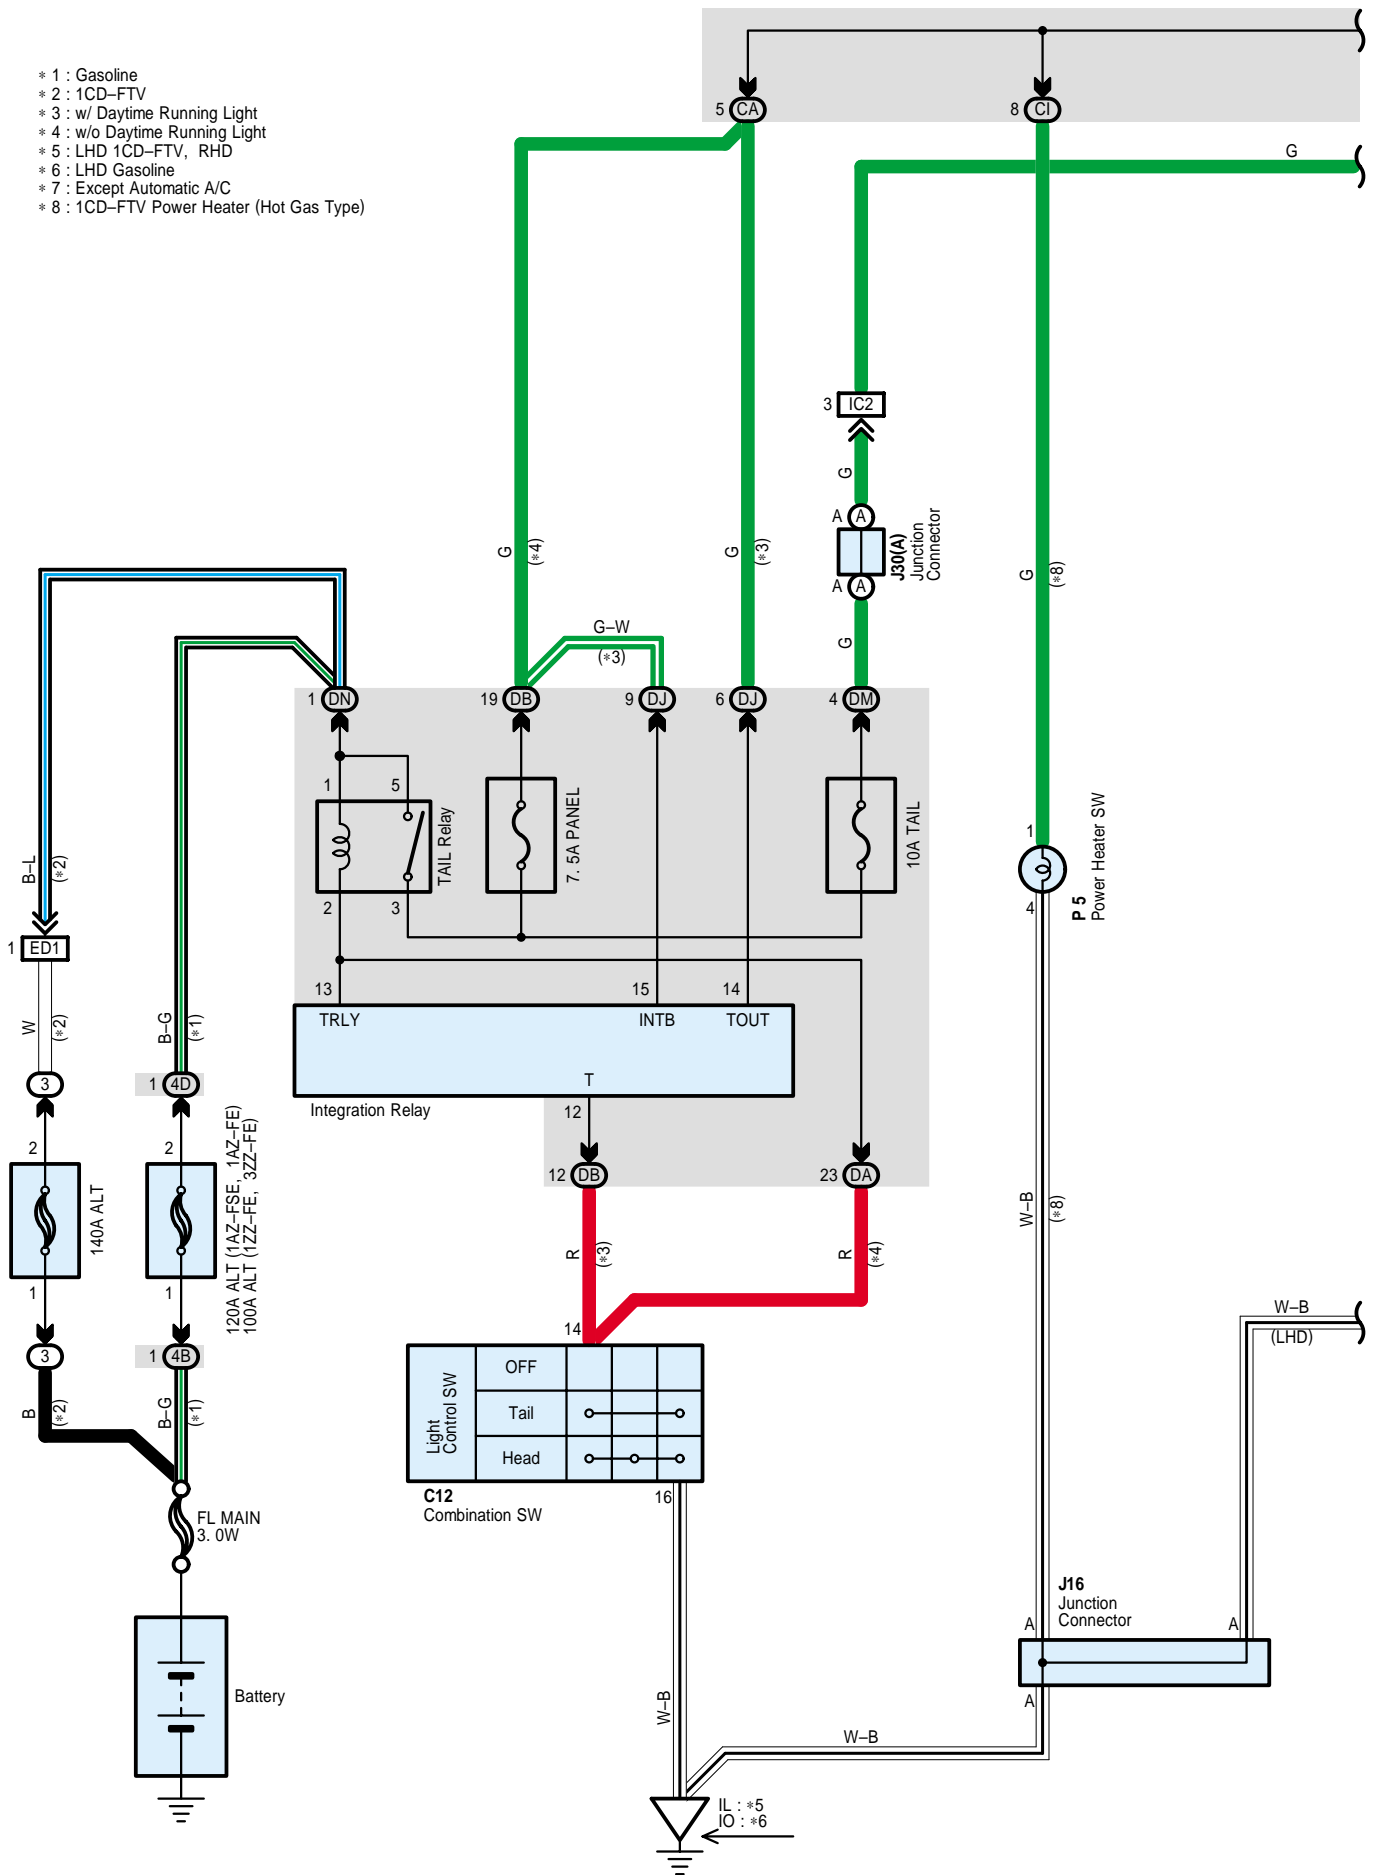 * 1 : Gasoline
* 2 : 1CD–FTV
* 3 : w/ Daytime Running Light
* 4 : w/o Daytime Running Light
* 5 : LHD 1CD–FTV, RHD
* 6 : LHD Gasoline
* 7 : Except Automatic A/C
* 8 : 1CD–FTV Power Heater (Hot Gas Type)
5 CA
8 CI
G
3 IC2
G
A A
J30(A)
Junction
Connector
A A
G
G
(*4)
G
(*3)
G
(*8)
G–W
(*3)
1 DN
19 DB
9 DJ
6 DJ
4 DM
1
5
TAIL Relay
2
3
7. 5A PANEL
10A TAIL
1
P 5
Power Heater SW
4
B–L
(*2)
1 ED1
W
(*2)
B–G
(*1)
13
15
14
TRLY
INTB
TOUT
T
Integration Relay
12
3
1 4D
2
2
140A ALT
120A ALT (1AZ–FSE, 1AZ–FE)
100A ALT (1ZZ–FE, 3ZZ–FE)
1
1
3
1 4B
12 DB
23 DA
R
(*3)
R
(*4)
W–B
(*8)
W–B
(LHD)
14
Light
Control SW
OFF
Tail
Head
C12
Combination SW
16
B
(*2)
B–G
(*1)
FL MAIN
3. 0W
Battery
J16
Junction
Connector
A
A
A
W–B
W–B
IL : *5
IO : *6